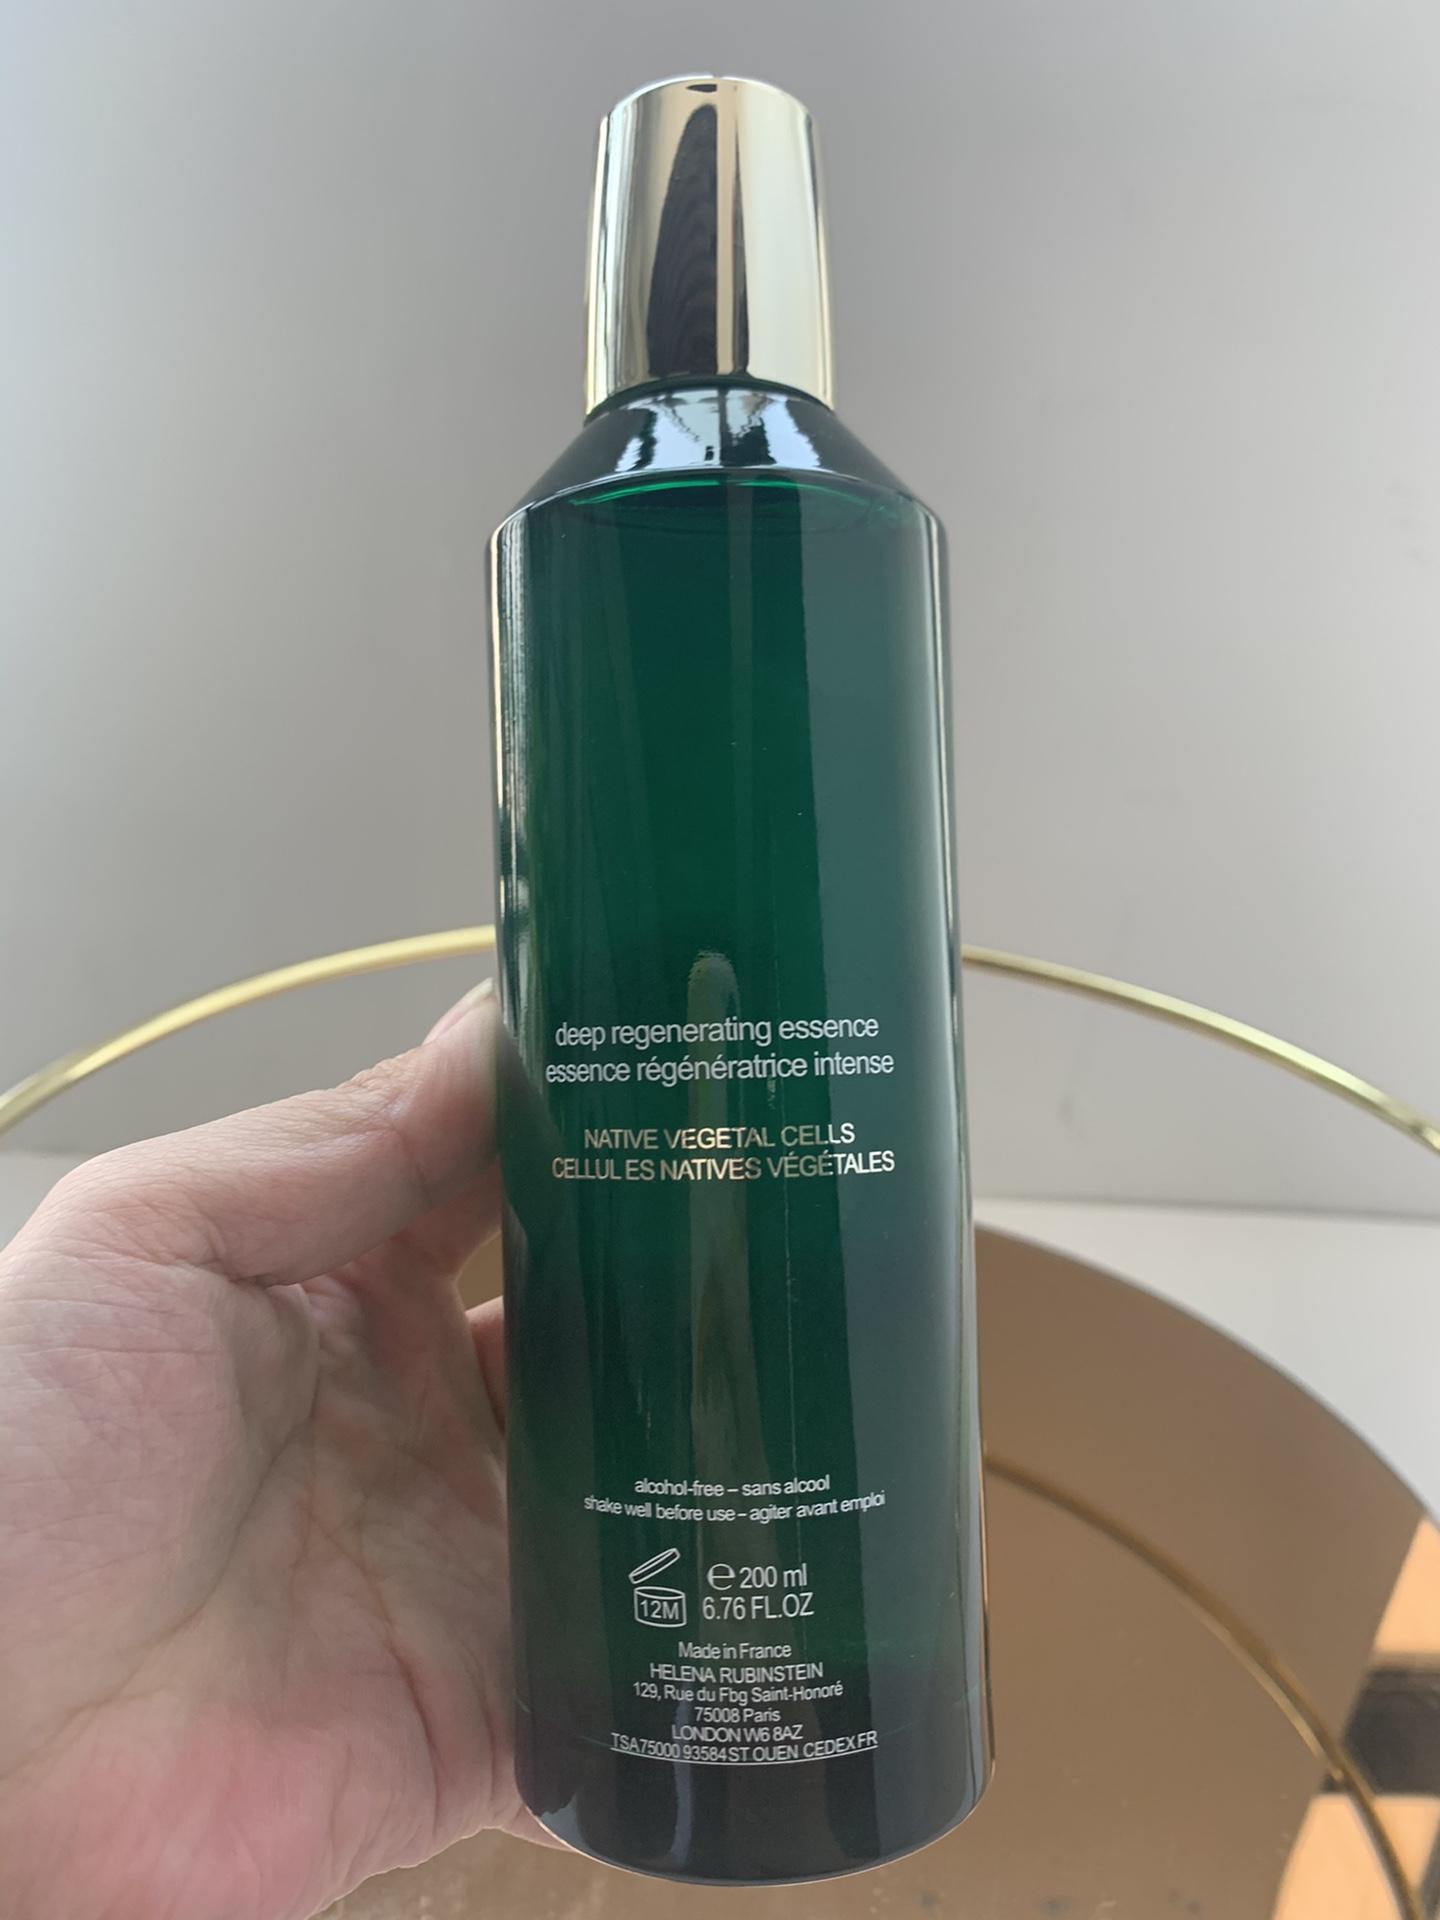 deep regenerating essence
essence régénératrice intense
NATIVE VEGETAL CELLS
CELLULES NATIVES VÉGÉTALES
alcohol-free – sans alcool
shake well before use – agiter avant emploi
12M
℮ 200 ml
6.76 FL.OZ
Made in France
HELENA RUBINSTEIN
129, Rue du Fbg Saint-Honoré
75008 Paris
LONDON W6 8AZ
TSA 75000 93584 ST OUEN CEDEX FR